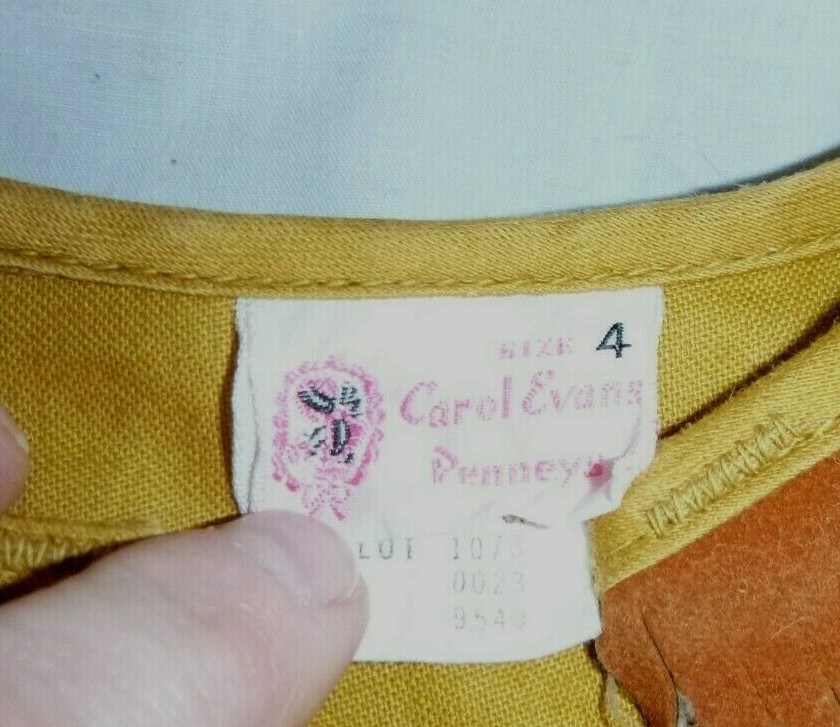 SIZE 4
Carol Evans
Penney's
LOT 1073
0023
9549